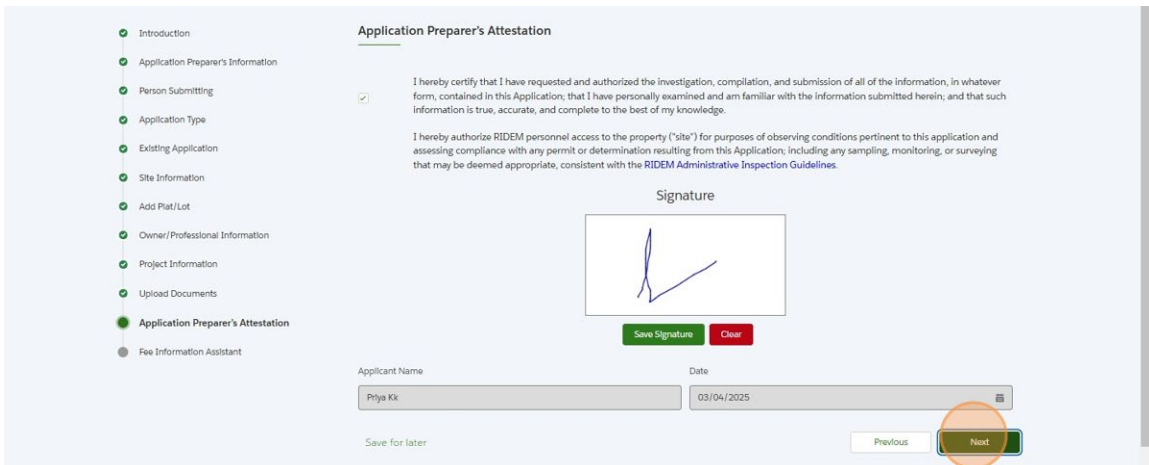 Introduction
Application Preparer's Information
Person Submitting
Application Type
Existing Application
Site Information
Add Plat/Lot
Owner/Professional Information
Project Information
Upload Documents
Application Preparer's Attestation
Fee Information Assistant
Application Preparer's Attestation
I hereby certify that I have requested and authorized the investigation, compilation, and submission of all of the information, in whatever
form, contained in this Application; that I have personally examined and am familiar with the information submitted herein; and that such
information is true, accurate, and complete to the best of my knowledge.
I hereby authorize RIDEM personnel access to the property ("site") for purposes of observing conditions pertinent to this application and
assessing compliance with any permit or determination resulting from this Application; including any sampling, monitoring, or surveying
that may be deemed appropriate, consistent with the RIDEM Administrative Inspection Guidelines.
Signature
Save Signature Clear
Applicant Name Date
Priya Kk 03/04/2025
Save for later Previous Next